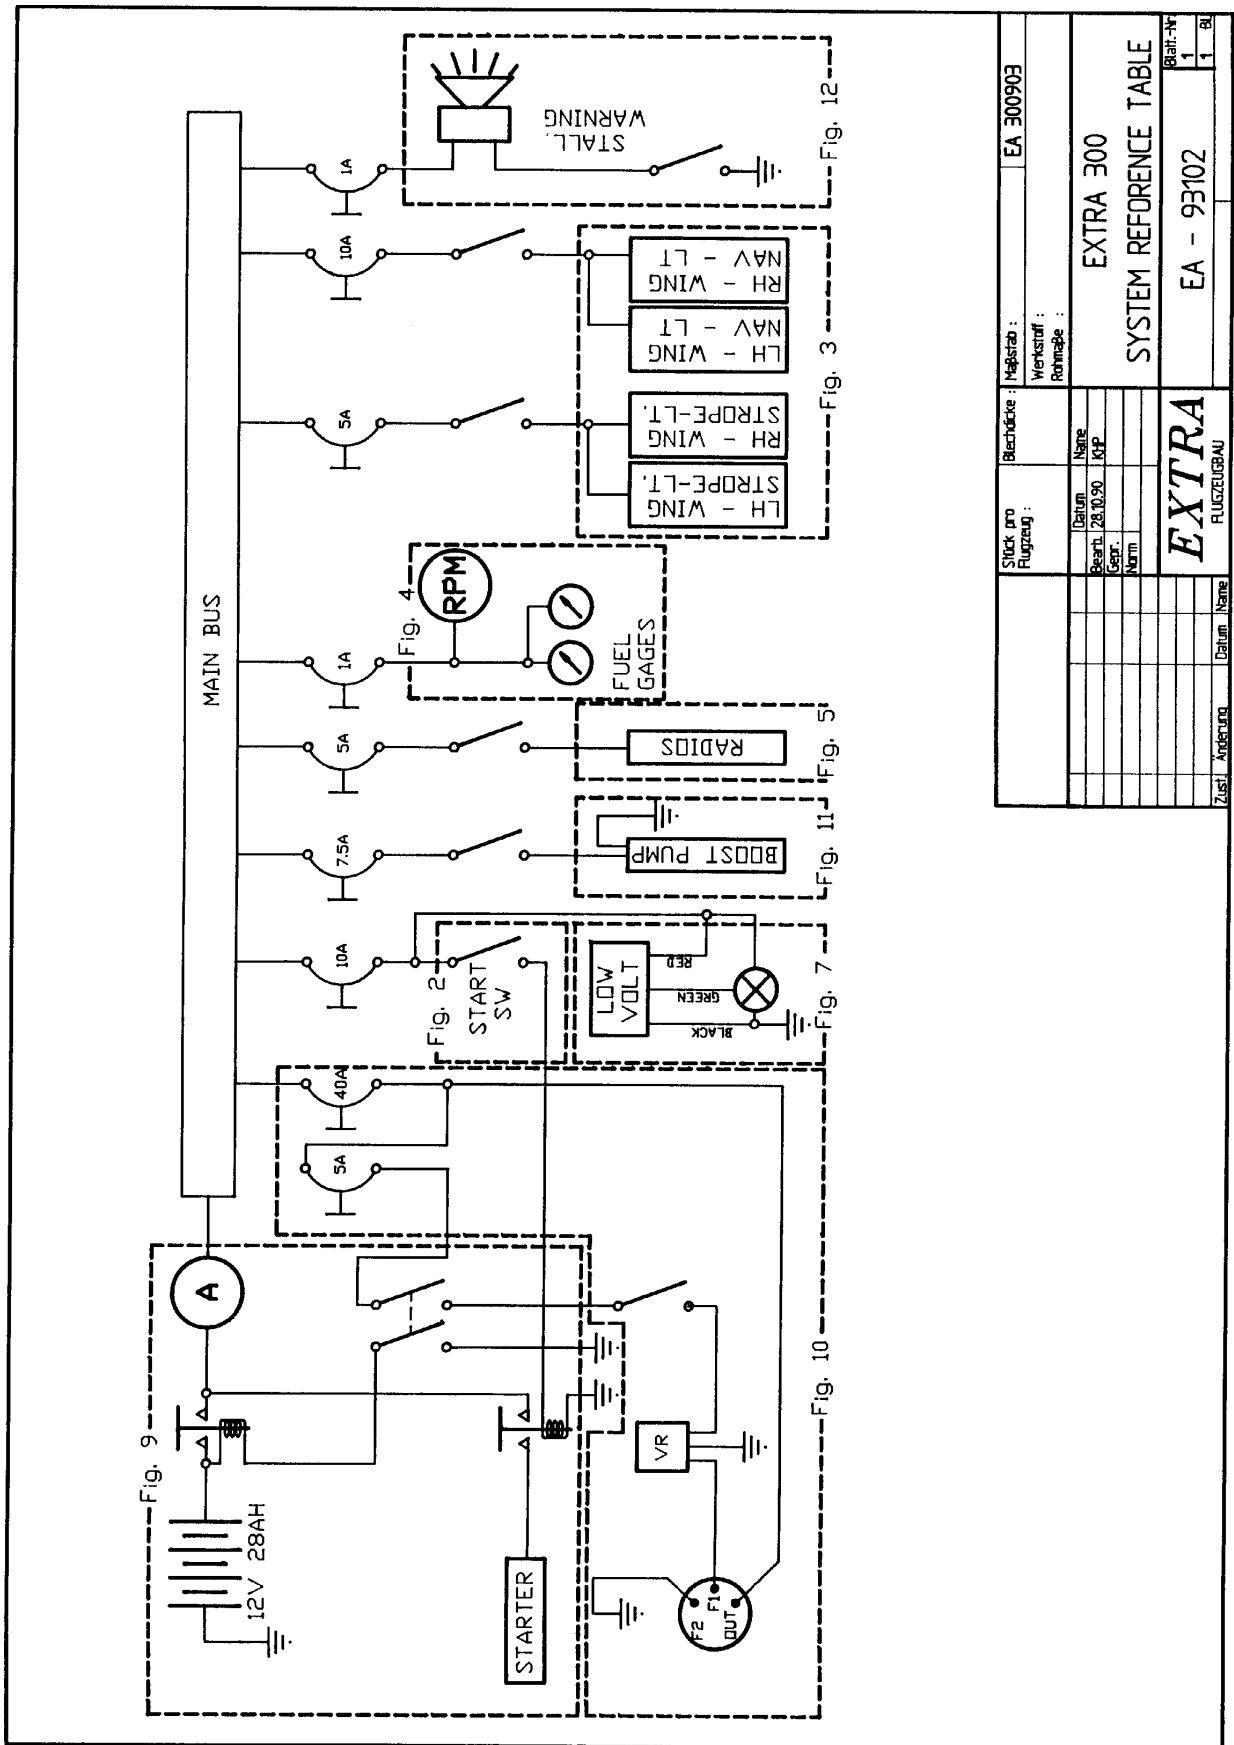 MAIN BUS
Fig. 9
12V 28AH
A
STARTER
5A
40A
10A
7.5A
5A
1A
5A
10A
1A
Fig. 2
START
SW
LOW
VOLT
RED
GREEN
BLACK
Fig. 7
BOOST PUMP
Fig. 11
RADIOS
Fig. 5
Fig. 4
RPM
FUEL
GAGES
LH - WING
STROPE-LT.
RH - WING
STROPE-LT.
LH - WING
NAV - LT
RH - WING
NAV - LT
Fig. 3
STALL.
WARNING
Fig. 12
VR
F2
F1
OUT
Fig. 10
Stück pro
Flugzeug :
Blechdicke :
Maßstab :
EA 300903
Werkstoff :
Rohmaße :
Datum
Name
Bearb.
28.10.90
KHP
Gepr.
Norm
EXTRA 300
SYSTEM REFORENCE TABLE
EXTRA
FLUGZEUGBAU
EA - 93102
Blatt.-Nr
1
1
Bl
Zust.
Änderung
Datum
Name